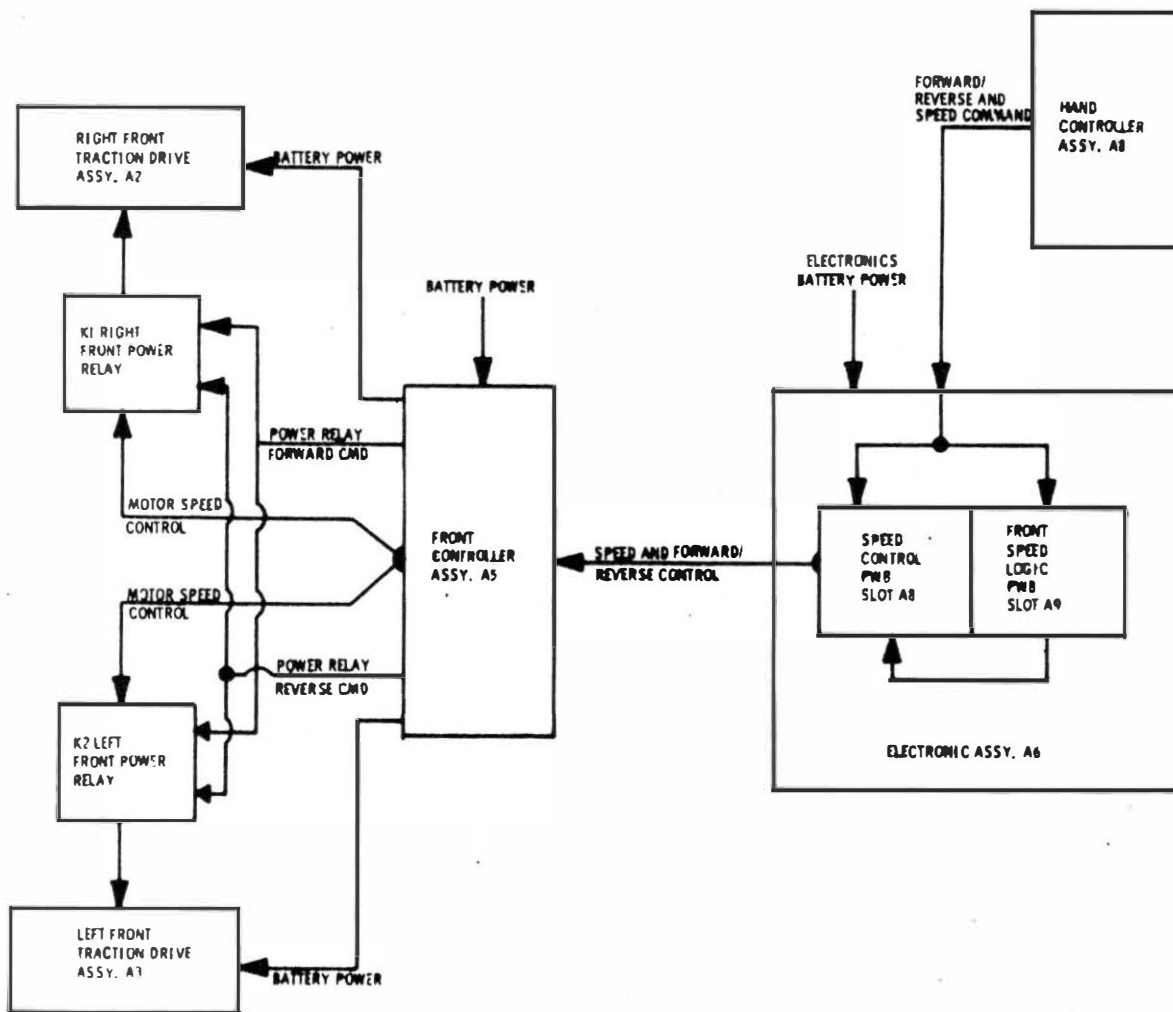 FORWARD/
REVERSE AND
SPEED COMMAND
HAND
CONTROLLER
ASSY. A8
RIGHT FRONT
TRACTION DRIVE
ASSY. A2
BATTERY POWER
ELECTRONICS
BATTERY POWER
BATTERY POWER
K1 RIGHT
FRONT POWER
RELAY
POWER RELAY
FORWARD CMD
MOTOR SPEED
CONTROL
FRONT
CONTROLLER
ASSY. A5
SPEED AND FORWARD/
REVERSE CONTROL
SPEED
CONTROL
PWB
SLOT A8
FRONT
SPEED
LOGIC
PWB
SLOT A9
MOTOR SPEED
CONTROL
POWER RELAY
REVERSE CMD
K2 LEFT
FRONT POWER
RELAY
ELECTRONIC ASSY. A6
LEFT FRONT
TRACTION DRIVE
ASSY. A3
BATTERY POWER